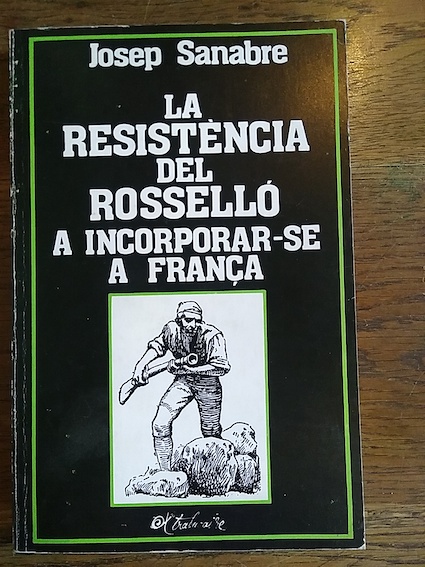 Josep Sanabre
LA
RESISTÈNCIA
DEL
ROSSELLÓ
A INCORPORAR-SE
A FRANÇA